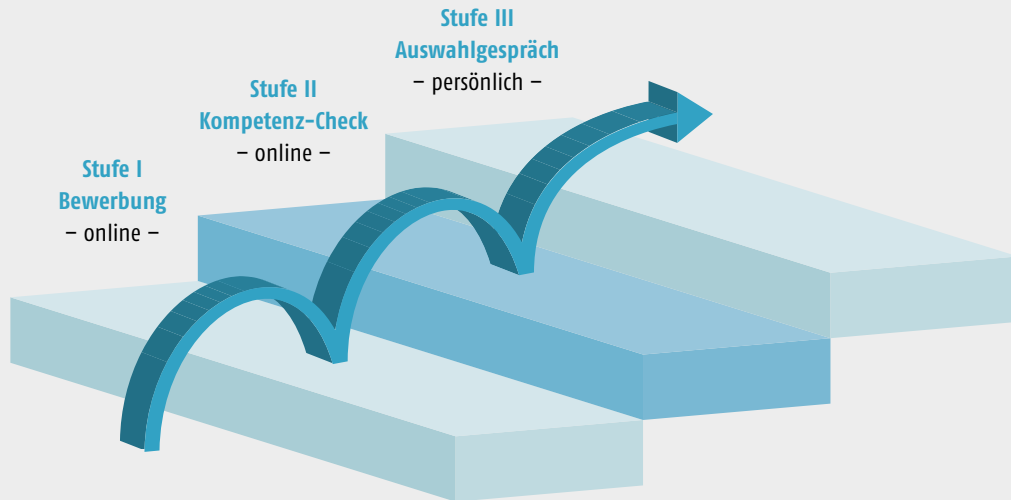 Stufe I
Bewerbung
– online –
Stufe II
Kompetenz-Check
– online –
Stufe III
Auswahlgespräch
– persönlich –